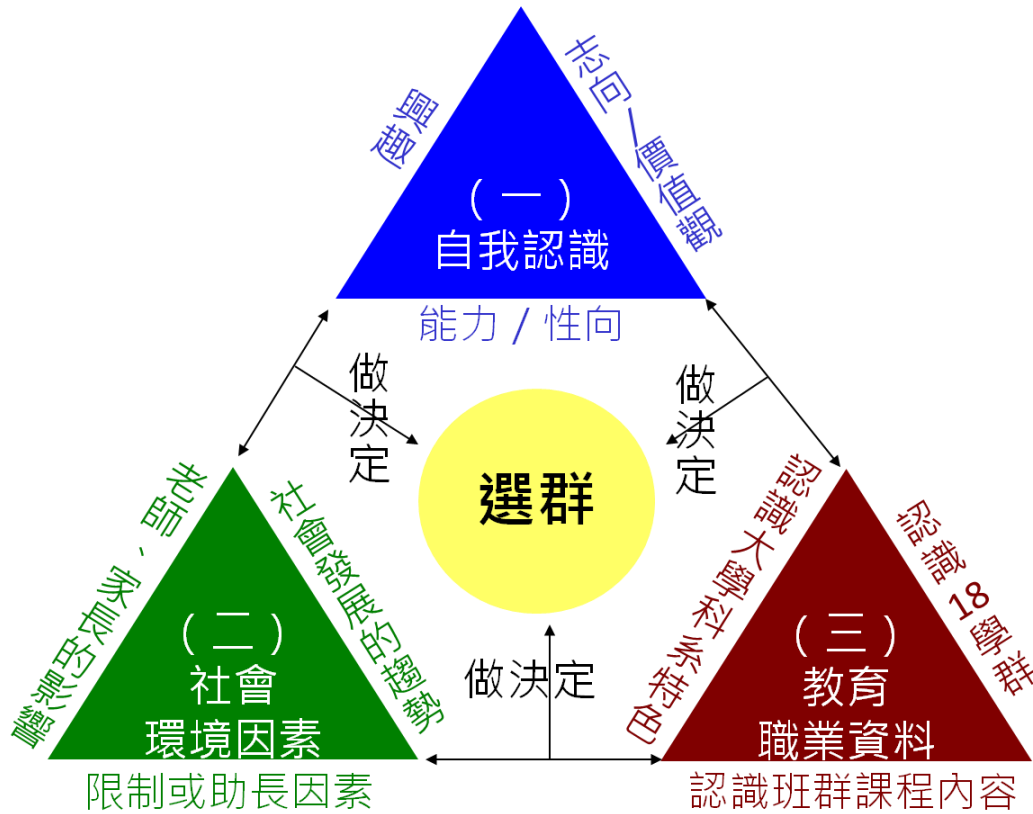 興趣
志向/價值觀
（一）
自我認識
能力 / 性向
做決定
做決定
選群
老師、家長的影響
社會發展的趨勢
（二）
社會
環境因素
限制或助長因素
做決定
認識大學科系特色
認識18學群
（三）
教育
職業資料
認識班群課程內容